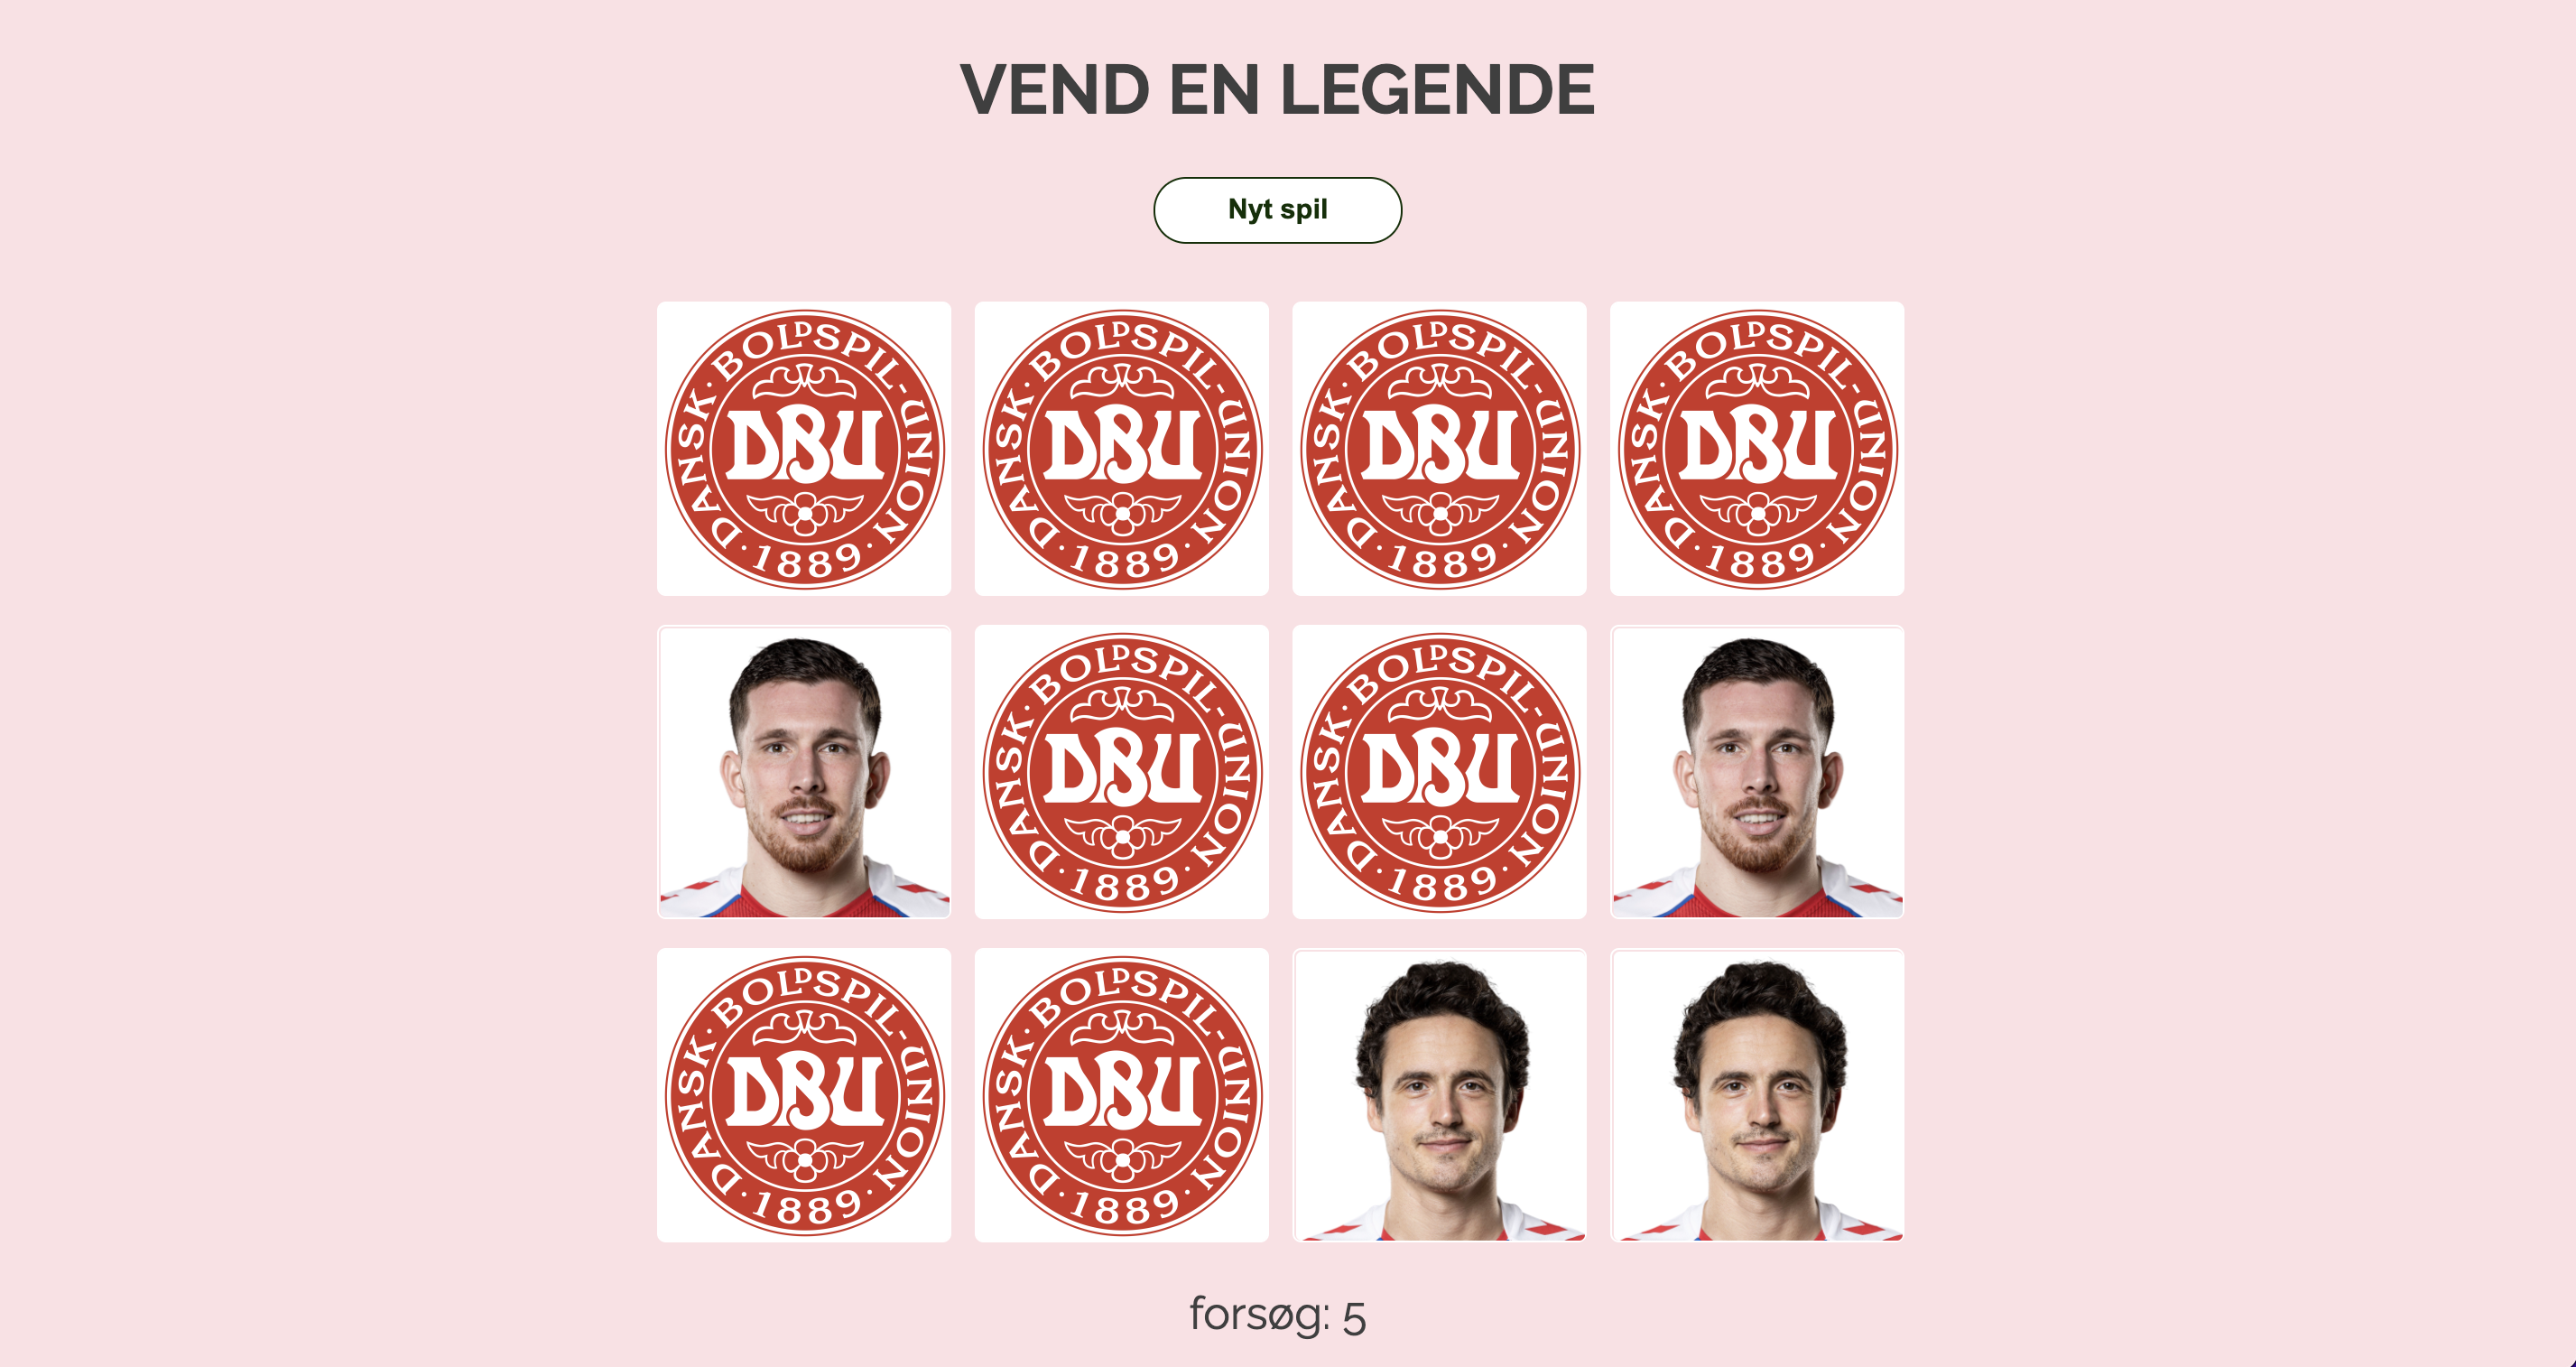 VEND EN LEGENDE
Nyt spil
DANSK · BOLDSPIL-UNION · 1889 ·
DBU
DANSK · BOLDSPIL-UNION · 1889 ·
DBU
DANSK · BOLDSPIL-UNION · 1889 ·
DBU
DANSK · BOLDSPIL-UNION · 1889 ·
DBU
DANSK · BOLDSPIL-UNION · 1889 ·
DBU
DANSK · BOLDSPIL-UNION · 1889 ·
DBU
DANSK · BOLDSPIL-UNION · 1889 ·
DBU
DANSK · BOLDSPIL-UNION · 1889 ·
DBU
forsøg: 5